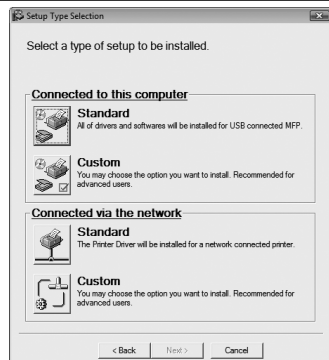 Setup Type Selection
Select a type of setup to be installed.
Connected to this computer
Standard
All of drivers and softwares will be installed for USB connected MFP.
Custom
You may choose the option you want to install. Recommended for
advanced users.
Connected via the network
Standard
The Printer Driver will be installed for a network connected printer.
Custom
You may choose the option you want to install. Recommended for
advanced users.
< Back
Next >
Cancel